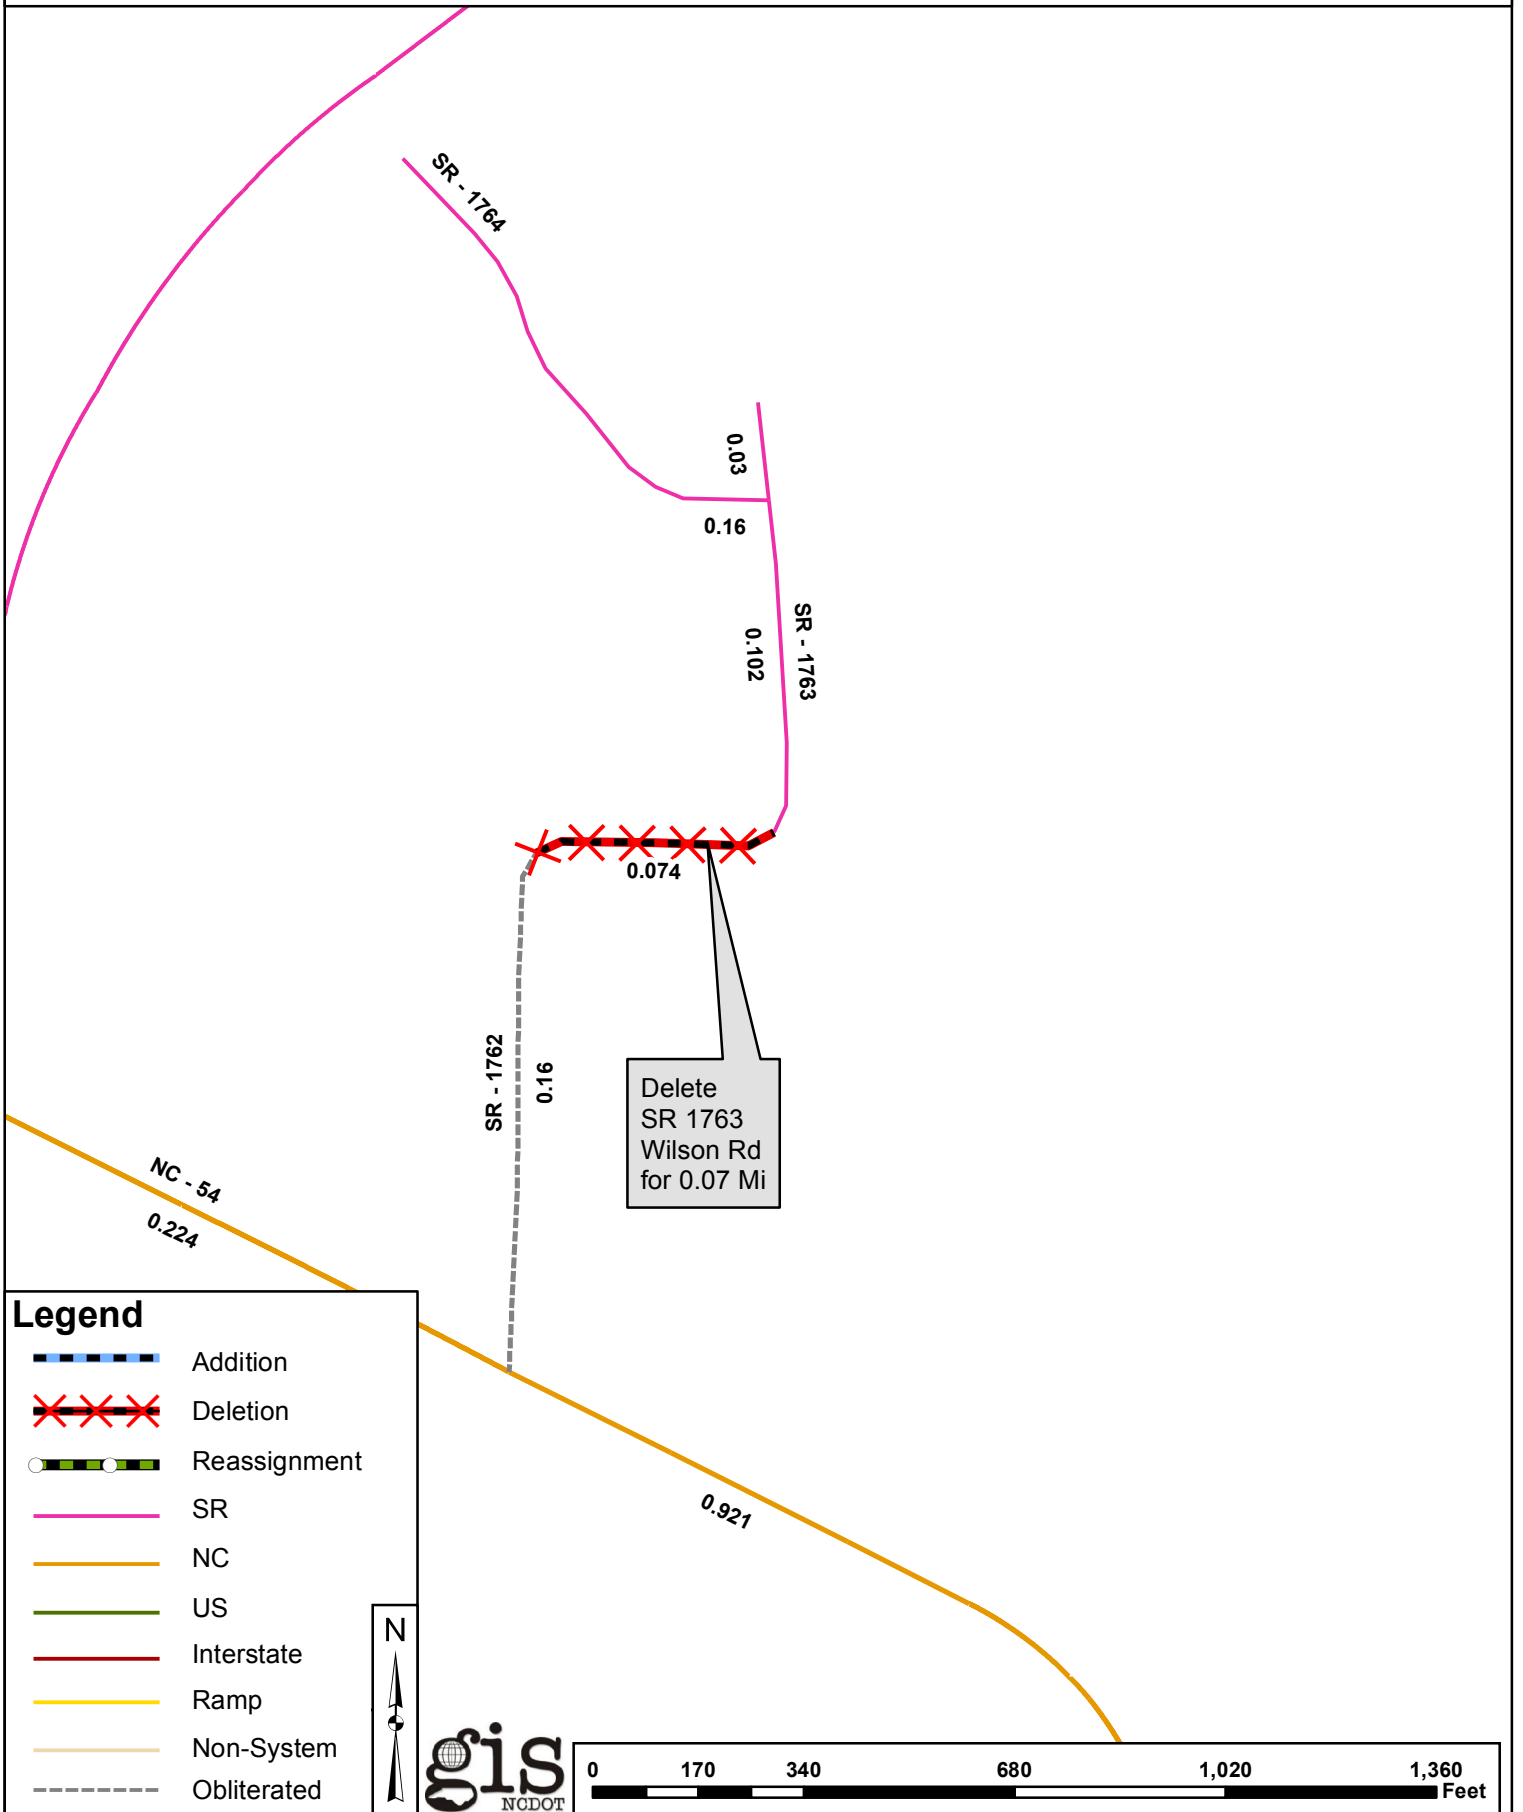 SR - 1764
0.03
0.16
SR - 1763
0.102
0.074
SR - 1762
0.16
Delete
SR 1763
Wilson Rd
for 0.07 Mi
NC - 54
0.224
0.921
Legend
Addition
Deletion
Reassignment
SR
NC
US
Interstate
Ramp
Non-System
Obliterated
N
gis
NCDOT
0 170 340 680 1,020 1,360
Feet